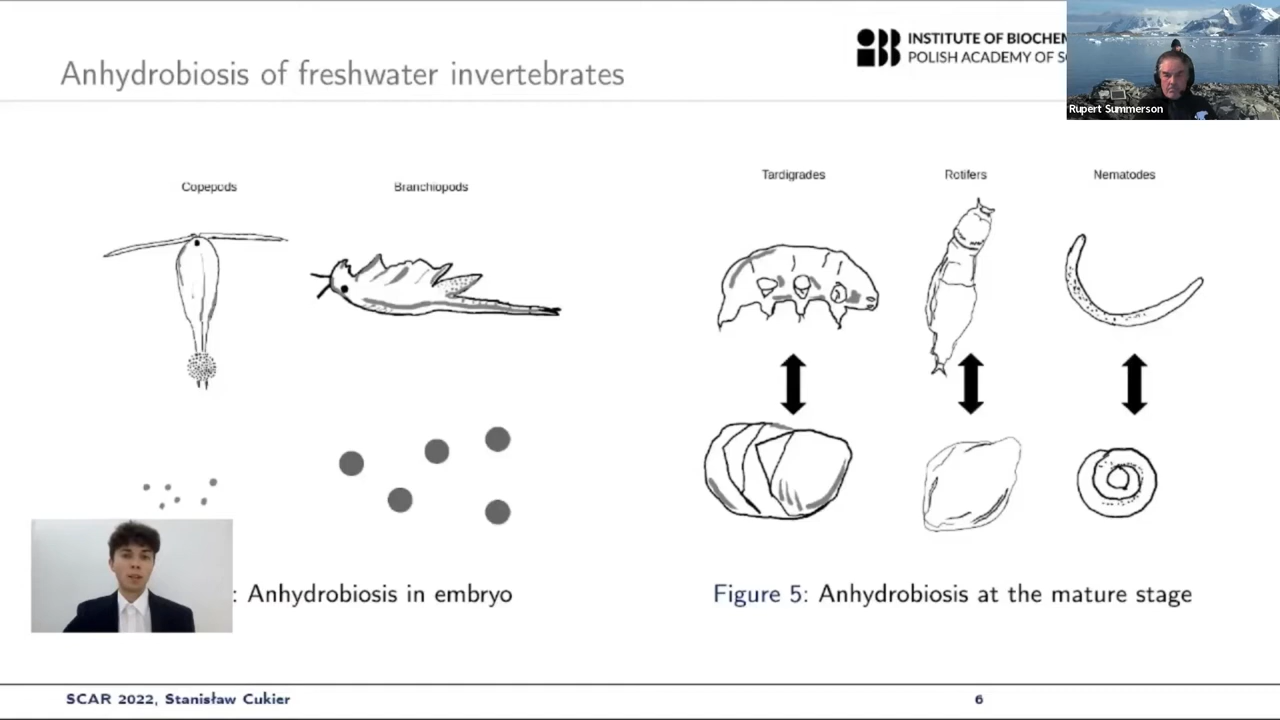 INSTITUTE OF BIOCHEM
POLISH ACADEMY OF SC
Anhydrobiosis of freshwater invertebrates
Rupert Summerson
Copepods
Branchiopods
Tardigrades
Rotifers
Nematodes
: Anhydrobiosis in embryo
Figure 5: Anhydrobiosis at the mature stage
SCAR 2022, Stanisław Cukier
6